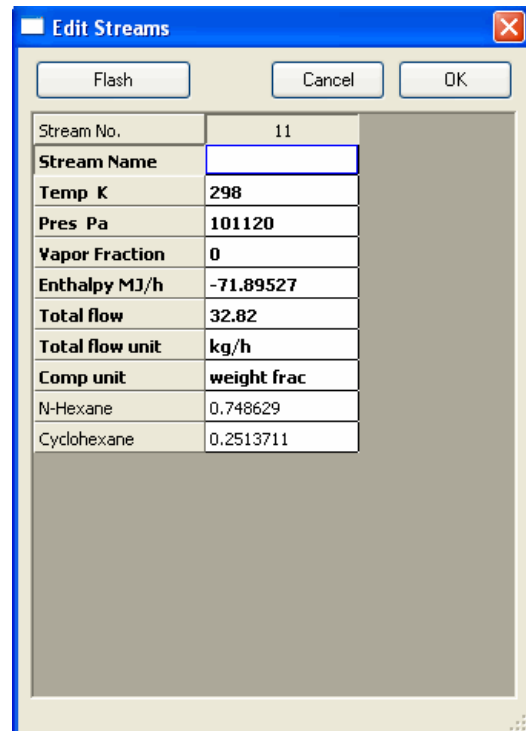 Edit Streams
Flash Cancel OK
Stream No. 11
Stream Name
Temp K 298
Pres Pa 101120
Vapor Fraction 0
Enthalpy MJ/h -71.89527
Total flow 32.82
Total flow unit kg/h
Comp unit weight frac
N-Hexane 0.748629
Cyclohexane 0.2513711